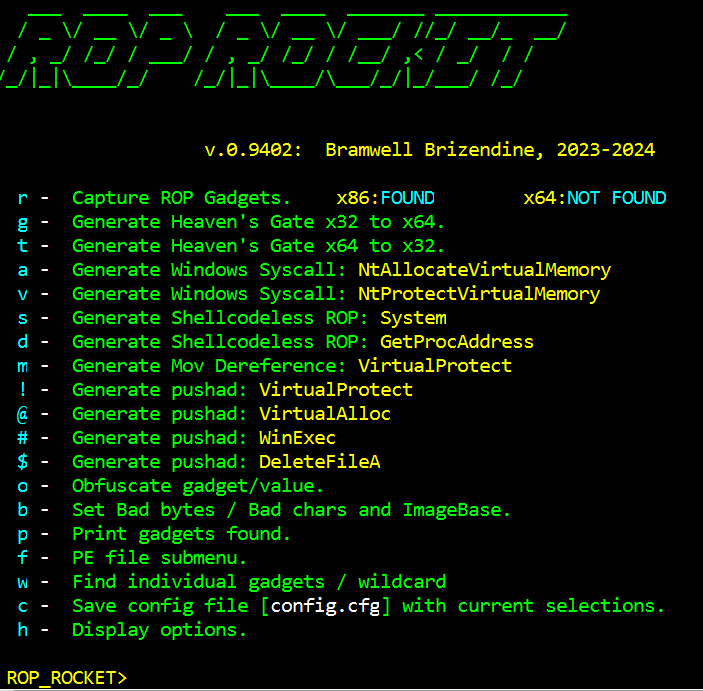 ROP ROCKET
v.0.9402: Bramwell Brizendine, 2023-2024
r - Capture ROP Gadgets. x86:FOUND x64:NOT FOUND
g - Generate Heaven's Gate x32 to x64.
t - Generate Heaven's Gate x64 to x32.
a - Generate Windows Syscall: NtAllocateVirtualMemory
v - Generate Windows Syscall: NtProtectVirtualMemory
s - Generate Shellcodeless ROP: System
d - Generate Shellcodeless ROP: GetProcAddress
m - Generate Mov Dereference: VirtualProtect
! - Generate pushad: VirtualProtect
@ - Generate pushad: VirtualAlloc
# - Generate pushad: WinExec
$ - Generate pushad: DeleteFileA
o - Obfuscate gadget/value.
b - Set Bad bytes / Bad chars and ImageBase.
p - Print gadgets found.
f - PE file submenu.
w - Find individual gadgets / wildcard
c - Save config file [config.cfg] with current selections.
h - Display options.
ROP_ROCKET>